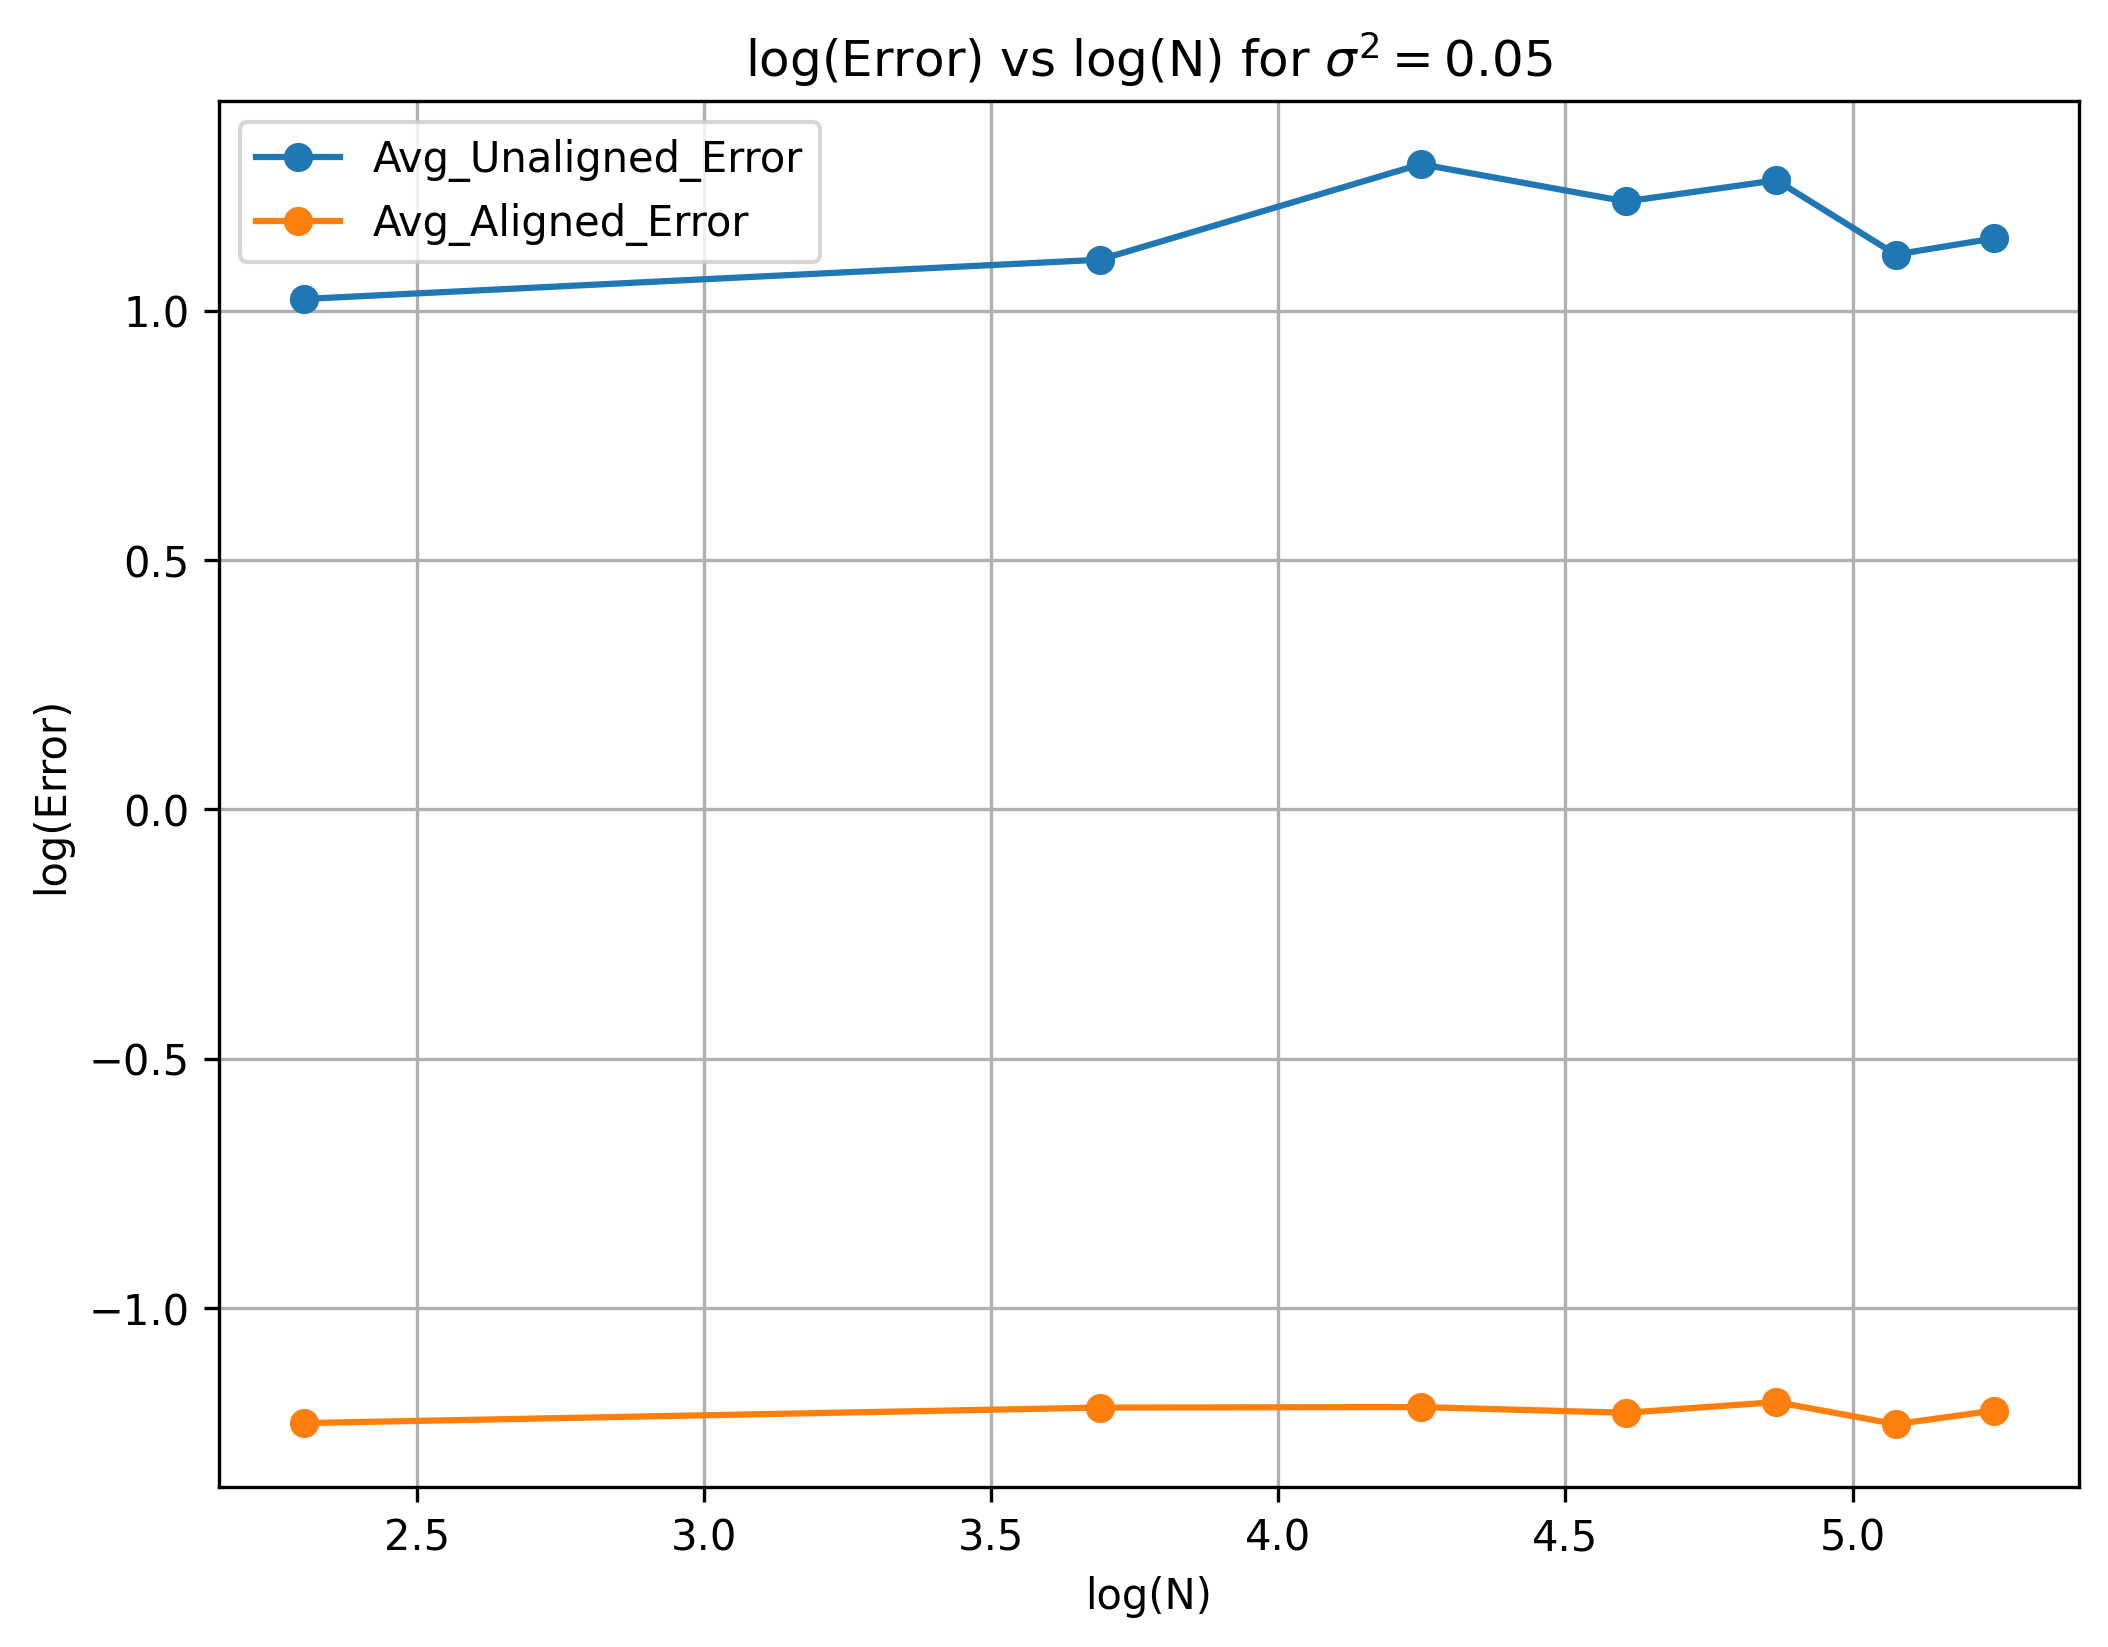 log(Error) vs log(N) for σ² = 0.05
Avg_Unaligned_Error
Avg_Aligned_Error
1.0
0.5
0.0
−0.5
−1.0
log(Error)
2.5 3.0 3.5 4.0 4.5 5.0
log(N)